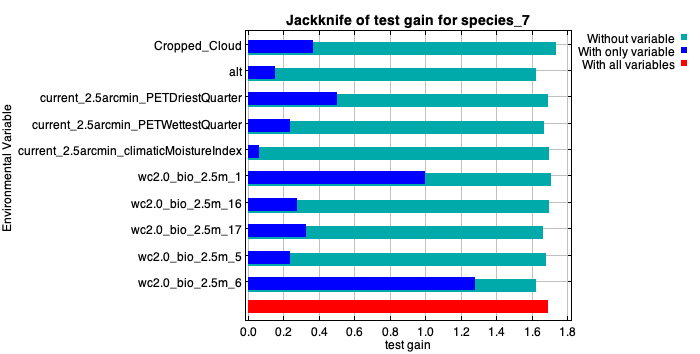 Jackknife of test gain for species_7
Without variable
With only variable
With all variables
Environmental Variable
Cropped_Cloud
alt
current_2.5arcmin_PETDriestQuarter
current_2.5arcmin_PETWettestQuarter
current_2.5arcmin_climaticMoistureIndex
wc2.0_bio_2.5m_1
wc2.0_bio_2.5m_16
wc2.0_bio_2.5m_17
wc2.0_bio_2.5m_5
wc2.0_bio_2.5m_6
0.0 0.2 0.4 0.6 0.8 1.0 1.2 1.4 1.6 1.8
test gain